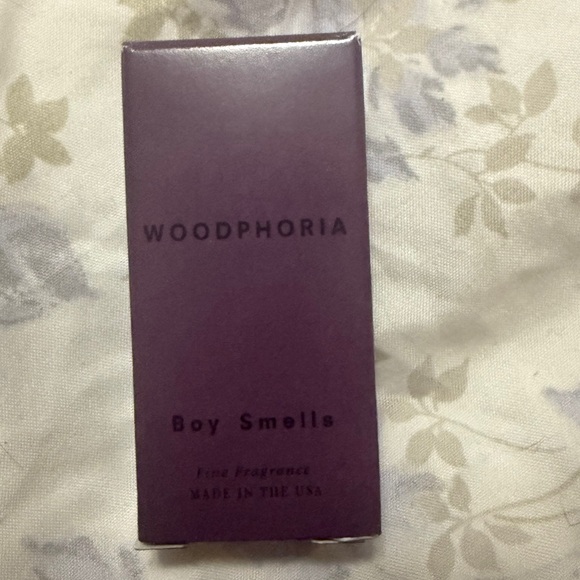 WOODPHORIA
Boy Smells
Fine Fragrance
MADE IN THE USA